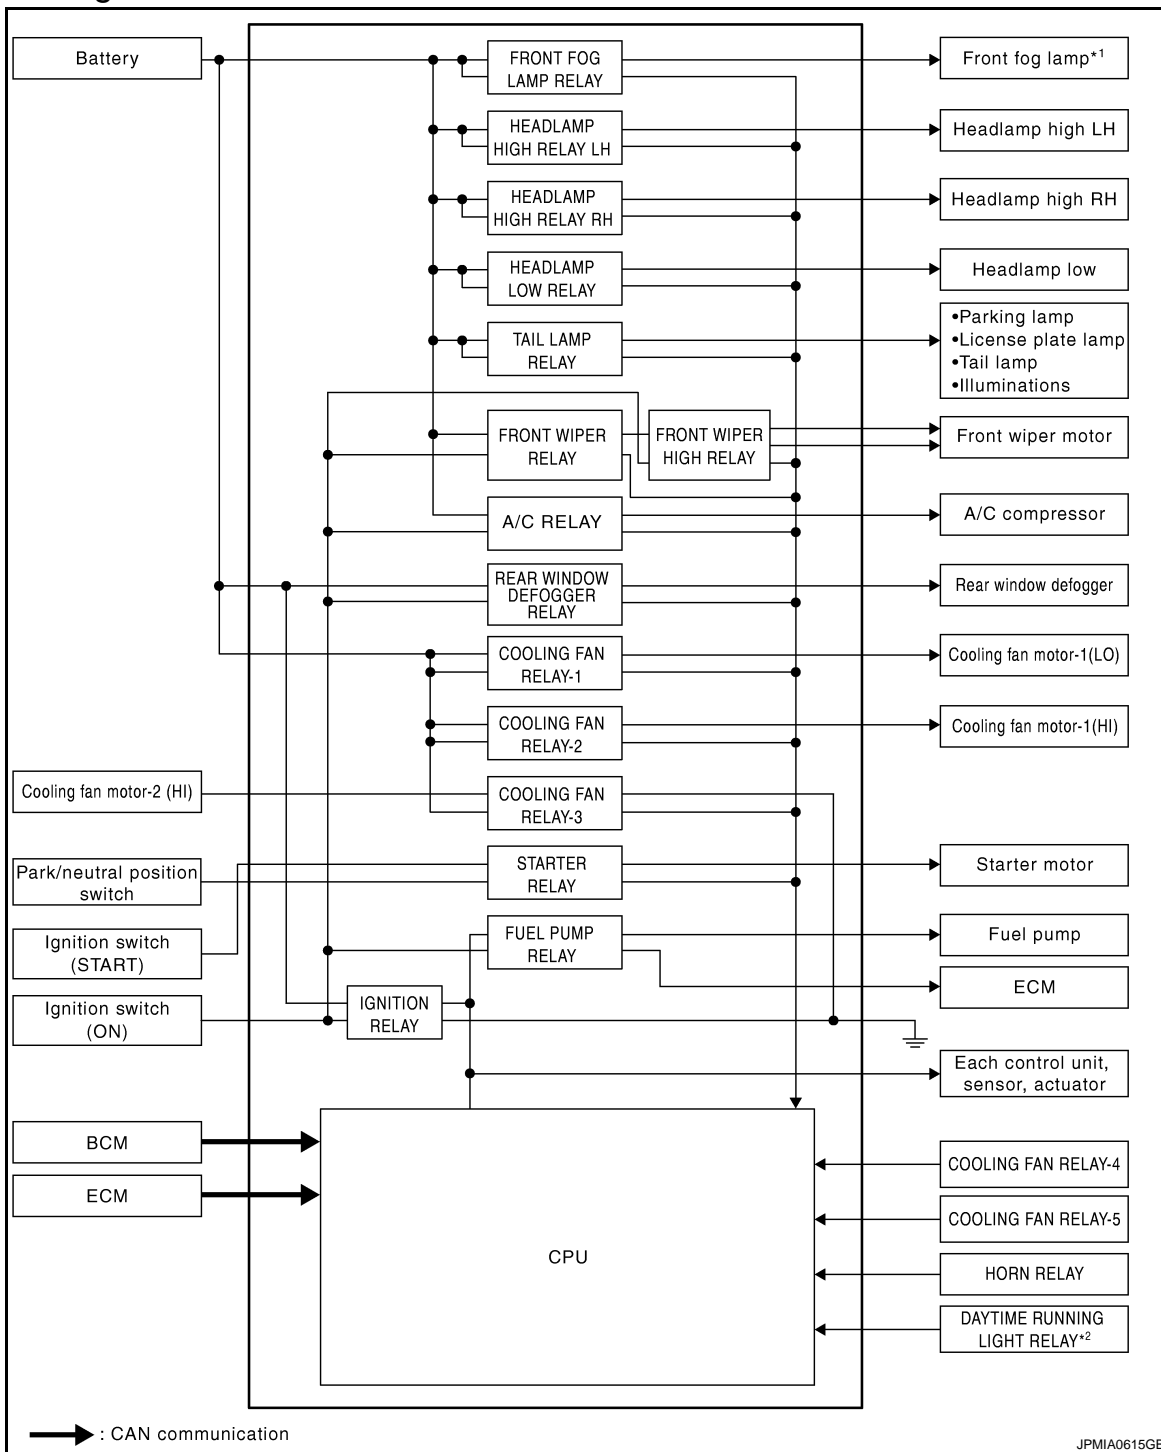 Battery
FRONT FOG
LAMP RELAY
Front fog lamp*1
HEADLAMP
HIGH RELAY LH
Headlamp high LH
HEADLAMP
HIGH RELAY RH
Headlamp high RH
HEADLAMP
LOW RELAY
Headlamp low
TAIL LAMP
RELAY
•Parking lamp
•License plate lamp
•Tail lamp
•Illuminations
FRONT WIPER
RELAY
FRONT WIPER
HIGH RELAY
Front wiper motor
A/C RELAY
A/C compressor
REAR WINDOW
DEFOGGER
RELAY
Rear window defogger
COOLING FAN
RELAY-1
Cooling fan motor-1(LO)
COOLING FAN
RELAY-2
Cooling fan motor-1(HI)
Cooling fan motor-2 (HI)
COOLING FAN
RELAY-3
Park/neutral position
switch
STARTER
RELAY
Starter motor
Ignition switch
(START)
FUEL PUMP
RELAY
Fuel pump
ECM
Ignition switch
(ON)
IGNITION
RELAY
Each control unit,
sensor, actuator
BCM
ECM
CPU
COOLING FAN RELAY-4
COOLING FAN RELAY-5
HORN RELAY
DAYTIME RUNNING
LIGHT RELAY*2
: CAN communication
JPMIA0615GE